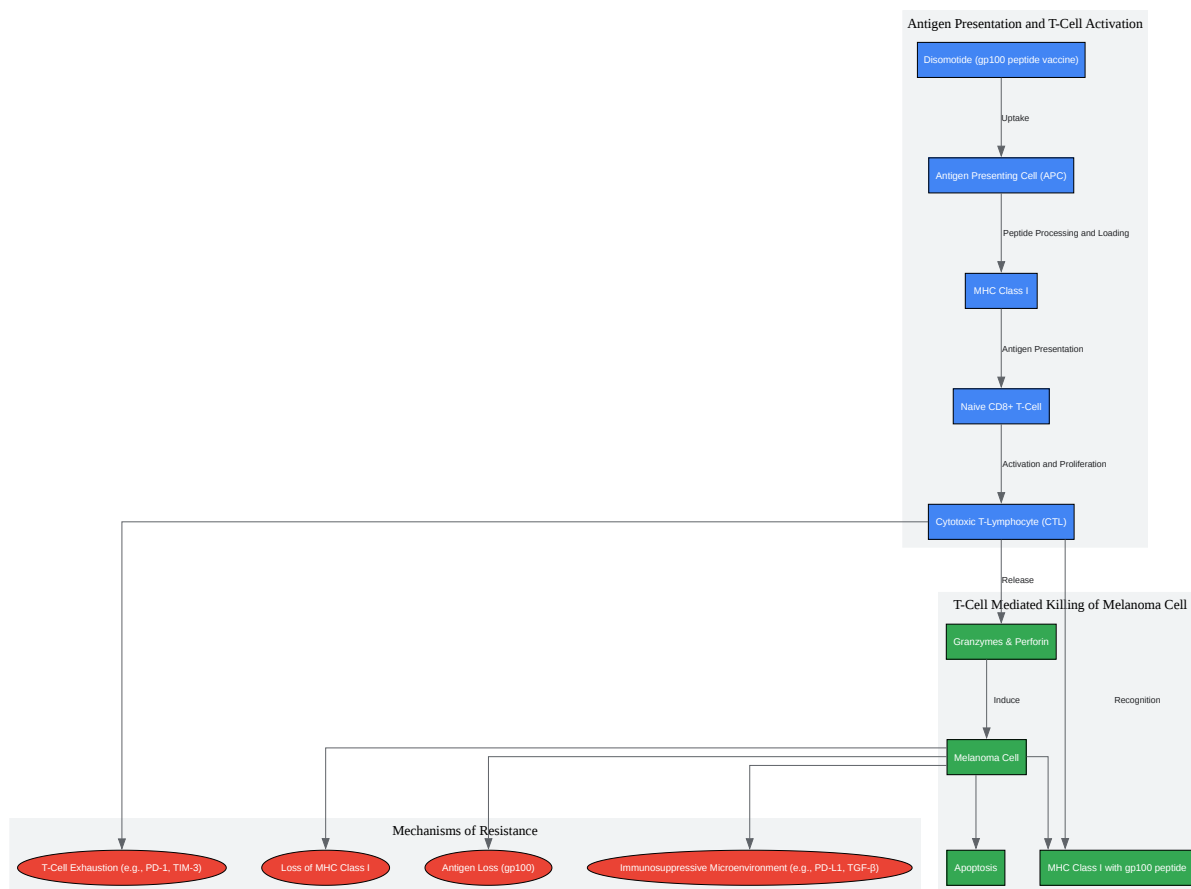 Antigen Presentation and T-Cell Activation
Disomotide (gp100 peptide vaccine)
Uptake
Antigen Presenting Cell (APC)
Peptide Processing and Loading
MHC Class I
Antigen Presentation
Naive CD8+ T-Cell
Activation and Proliferation
Cytotoxic T-Lymphocyte (CTL)
Release
T-Cell Mediated Killing of Melanoma Cell
Granzymes & Perforin
Induce
Recognition
Melanoma Cell
Mechanisms of Resistance
T-Cell Exhaustion (e.g., PD-1, TIM-3)
Loss of MHC Class I
Antigen Loss (gp100)
Immunosuppressive Microenvironment (e.g., PD-L1, TGF-β)
Apoptosis
MHC Class I with gp100 peptide